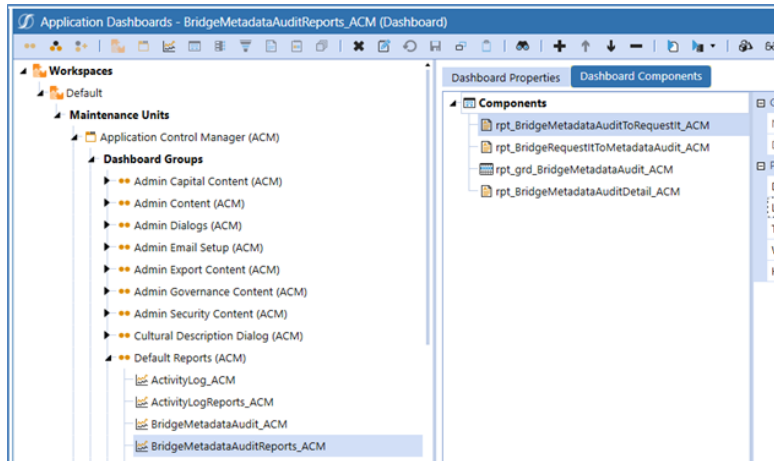 Application Dashboards - BridgeMetadataAuditReports_ACM (Dashboard)
Workspaces
Default
Maintenance Units
Application Control Manager (ACM)
Dashboard Groups
Admin Capital Content (ACM)
Admin Content (ACM)
Admin Dialogs (ACM)
Admin Email Setup (ACM)
Admin Export Content (ACM)
Admin Governance Content (ACM)
Admin Security Content (ACM)
Cultural Description Dialog (ACM)
Default Reports (ACM)
ActivityLog_ACM
ActivityLogReports_ACM
BridgeMetadataAudit_ACM
BridgeMetadataAuditReports_ACM
Dashboard Properties Dashboard Components
Components
rpt_BridgeMetadataAuditToRequestIt_ACM
rpt_BridgeRequestItToMetadataAudit_ACM
rpt_grd_BridgeMetadataAudit_ACM
rpt_BridgeMetadataAuditDetail_ACM